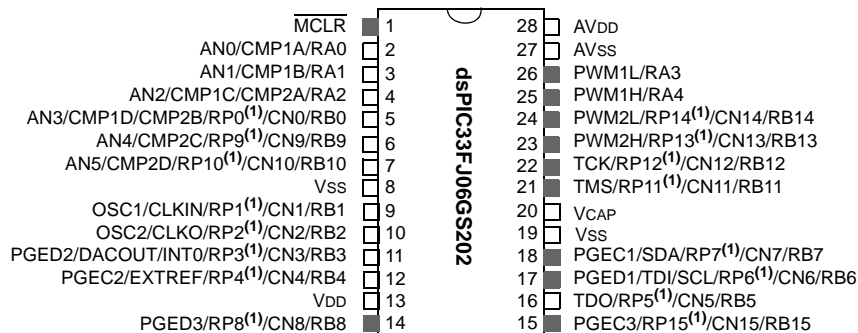 MCLR 1 28 AVDD
AN0/CMP1A/RA0 2 27 AVSS
AN1/CMP1B/RA1 3 26 PWM1L/RA3
AN2/CMP1C/CMP2A/RA2 4 25 PWM1H/RA4
AN3/CMP1D/CMP2B/RP0(1)/CN0/RB0 5 24 PWM2L/RP14(1)/CN14/RB14
AN4/CMP2C/RP9(1)/CN9/RB9 6 23 PWM2H/RP13(1)/CN13/RB13
AN5/CMP2D/RP10(1)/CN10/RB10 7 22 TCK/RP12(1)/CN12/RB12
VSS 8 21 TMS/RP11(1)/CN11/RB11
OSC1/CLKIN/RP1(1)/CN1/RB1 9 20 VCAP
OSC2/CLKO/RP2(1)/CN2/RB2 10 19 VSS
PGED2/DACOUT/INT0/RP3(1)/CN3/RB3 11 18 PGEC1/SDA/RP7(1)/CN7/RB7
PGEC2/EXTREF/RP4(1)/CN4/RB4 12 17 PGED1/TDI/SCL/RP6(1)/CN6/RB6
VDD 13 16 TDO/RP5(1)/CN5/RB5
PGED3/RP8(1)/CN8/RB8 14 15 PGEC3/RP15(1)/CN15/RB15
dsPIC33FJ06GS202